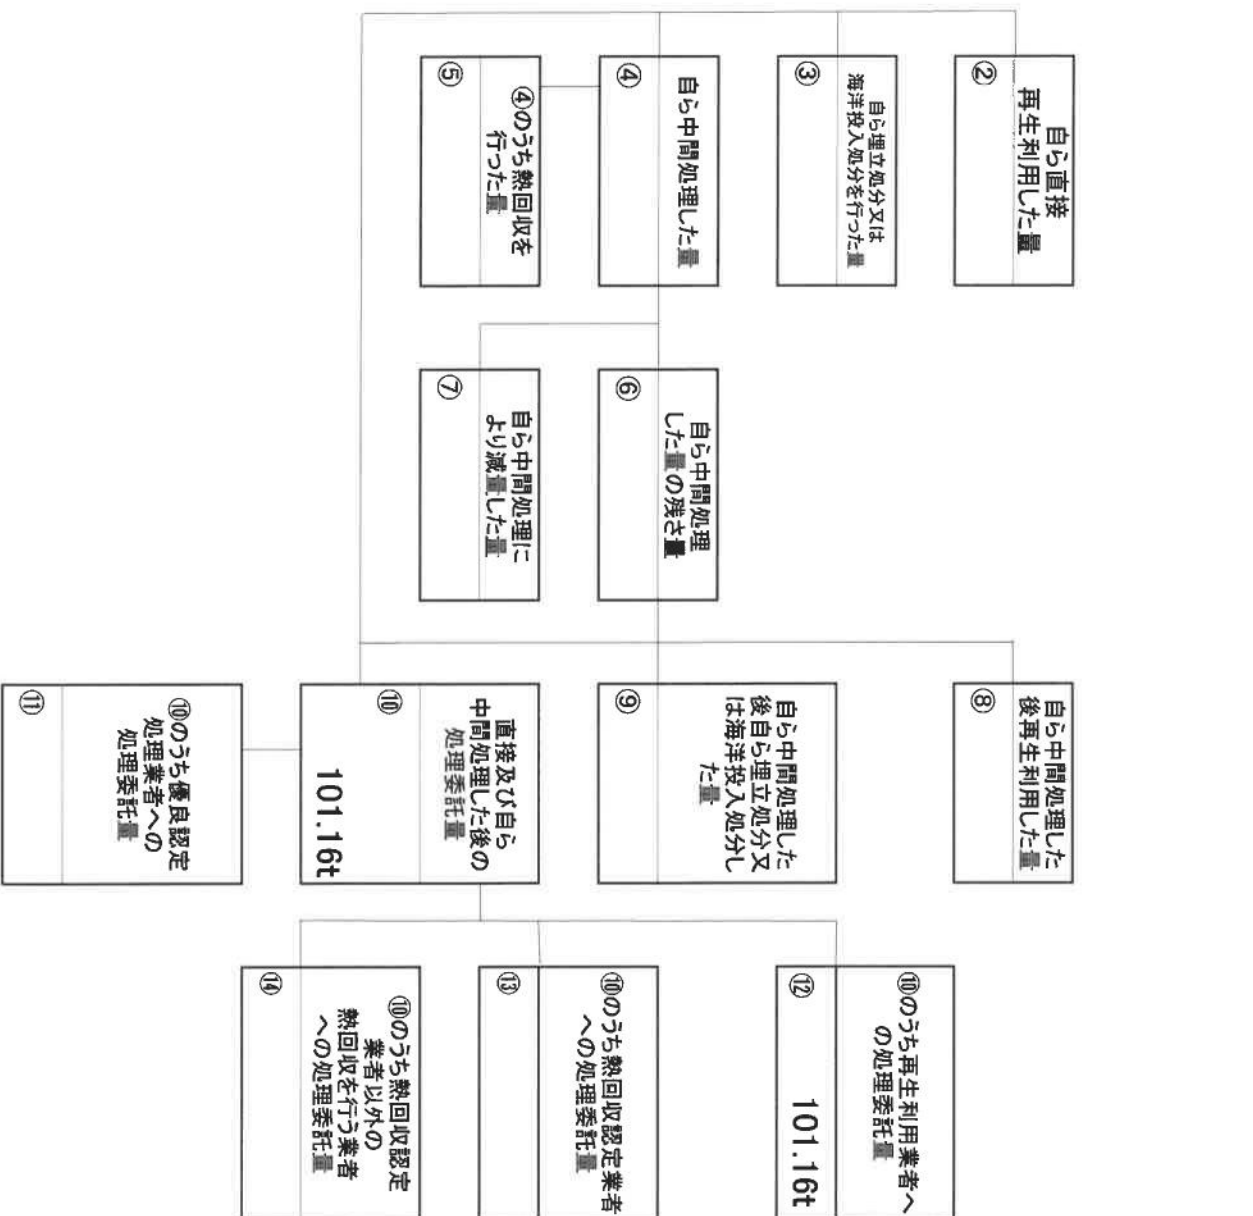 ②
自ら直接
再生利用した量
③
自ら埋立処分又は
海洋投入処分を行った量
④
自ら中間処理した量
⑤
④のうち熱回収を
行った量
⑥
自ら中間処理
した量の残さ量
⑦
自ら中間処理に
より減量した量
⑧
自ら中間処理した
後再生利用した量
⑨
自ら中間処理した
後自ら埋立処分又
は海洋投入処分し
た量
⑩
直接及び自ら
中間処理した後の
処理委託量
101.16t
⑪
⑩のうち優良認定
処理業者への
処理委託量
⑫
⑩のうち再生利用業者へ
の処理委託量
101.16t
⑬
⑩のうち熱回収認定業者
への処理委託量
⑭
⑩のうち熱回収認定
業者以外の
熱回収を行う業者
への処理委託量